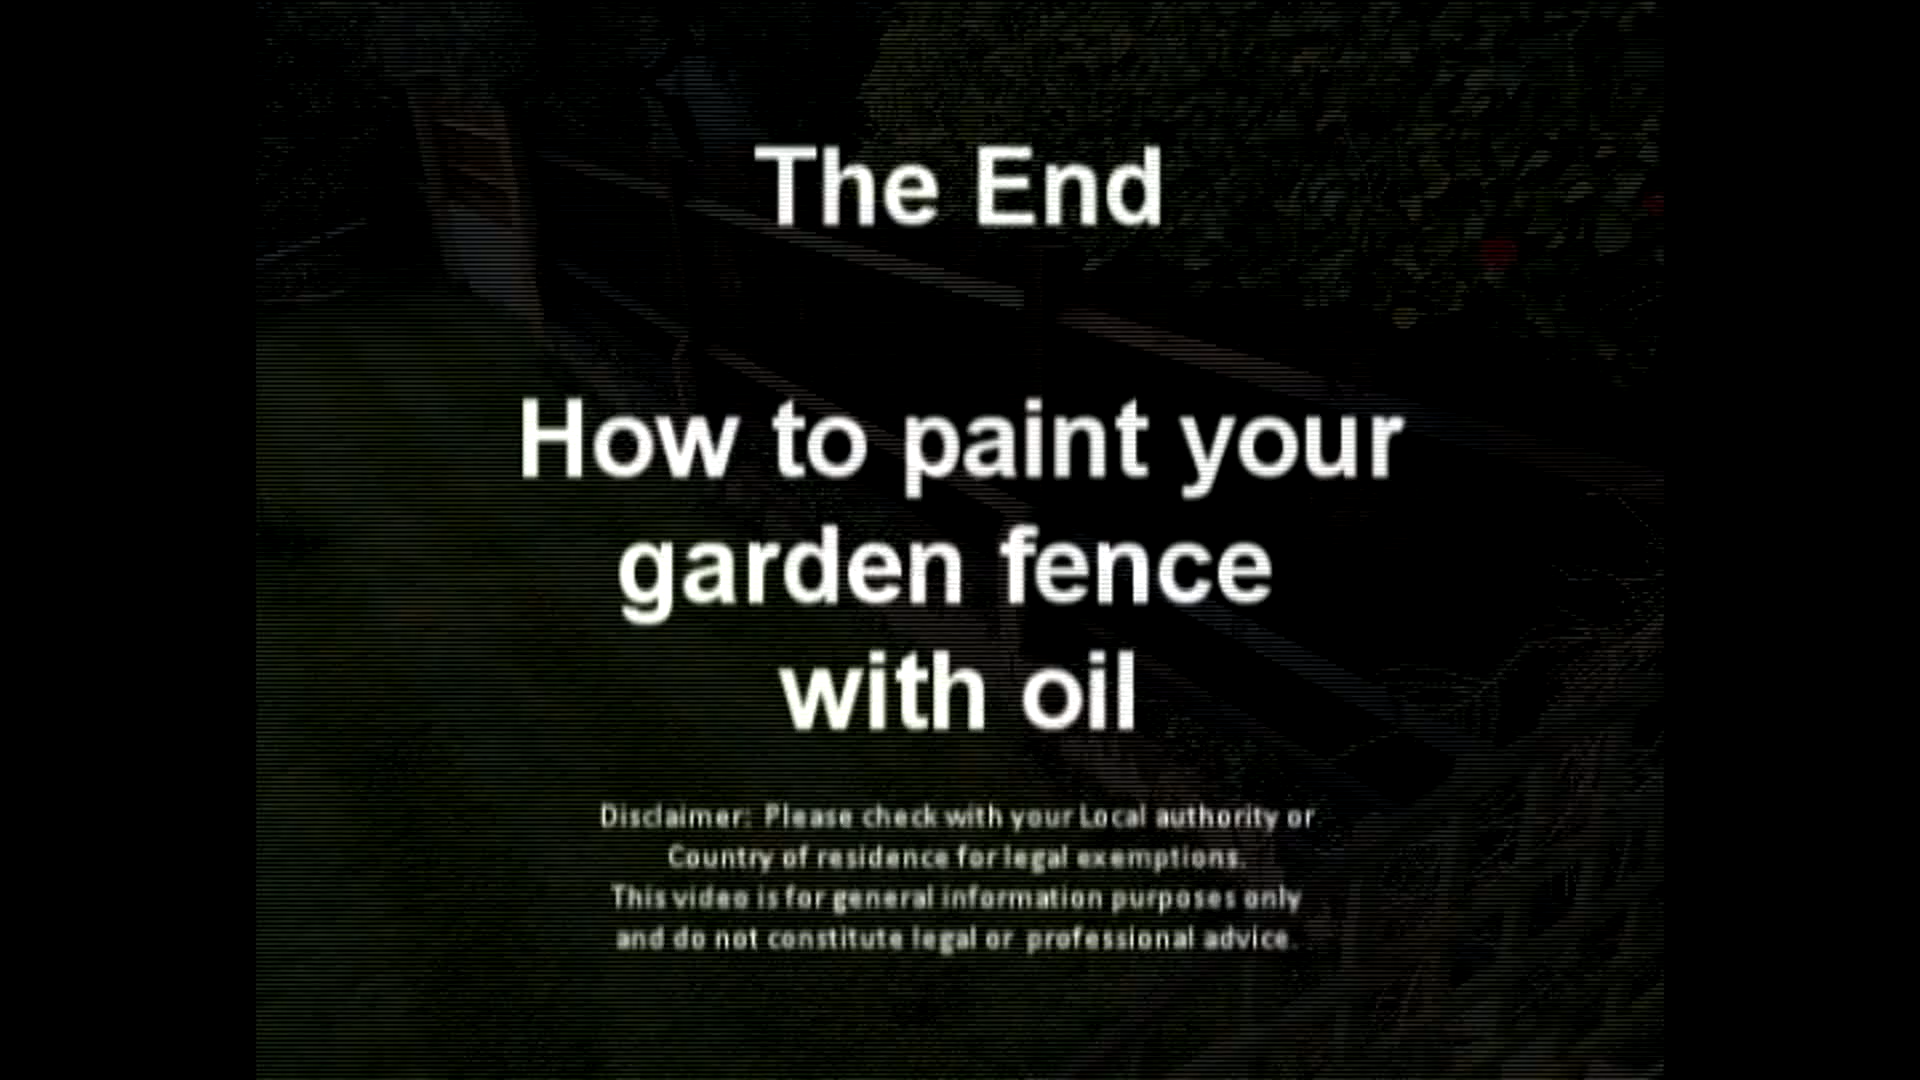 The End
How to paint your
garden fence
with oil
Disclaimer: Please check with your Local authority or
Country of residence for legal exemptions.
This video is for general information purposes only
and do not constitute legal or professional advice.